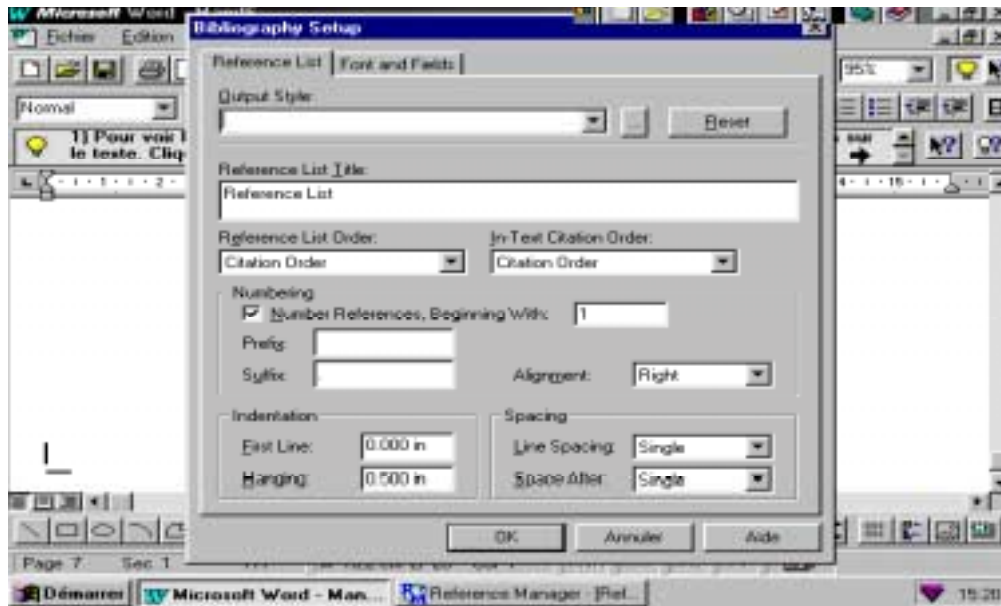 Microsoft Word - Man
Bibliography Setup
Fichier Edition
Reference List Font and Fields
95%
Normal
Output Style:
... Reset
1) Pour voir l
le texte. Cliq
sur
Reference List Title:
Reference List
Reference List Order: In-Text Citation Order:
Citation Order Citation Order
Numbering
Number References, Beginning With: 1
Prefix:
Suffix: . Alignment: Right
Indentation Spacing
First Line: 0.000 in Line Spacing: Single
Hanging: 0.500 in Space After: Single
OK Annuler Aide
Page 7 Sec 1
Démarrer Microsoft Word - Man... Reference Manager - [Ref... 15:20